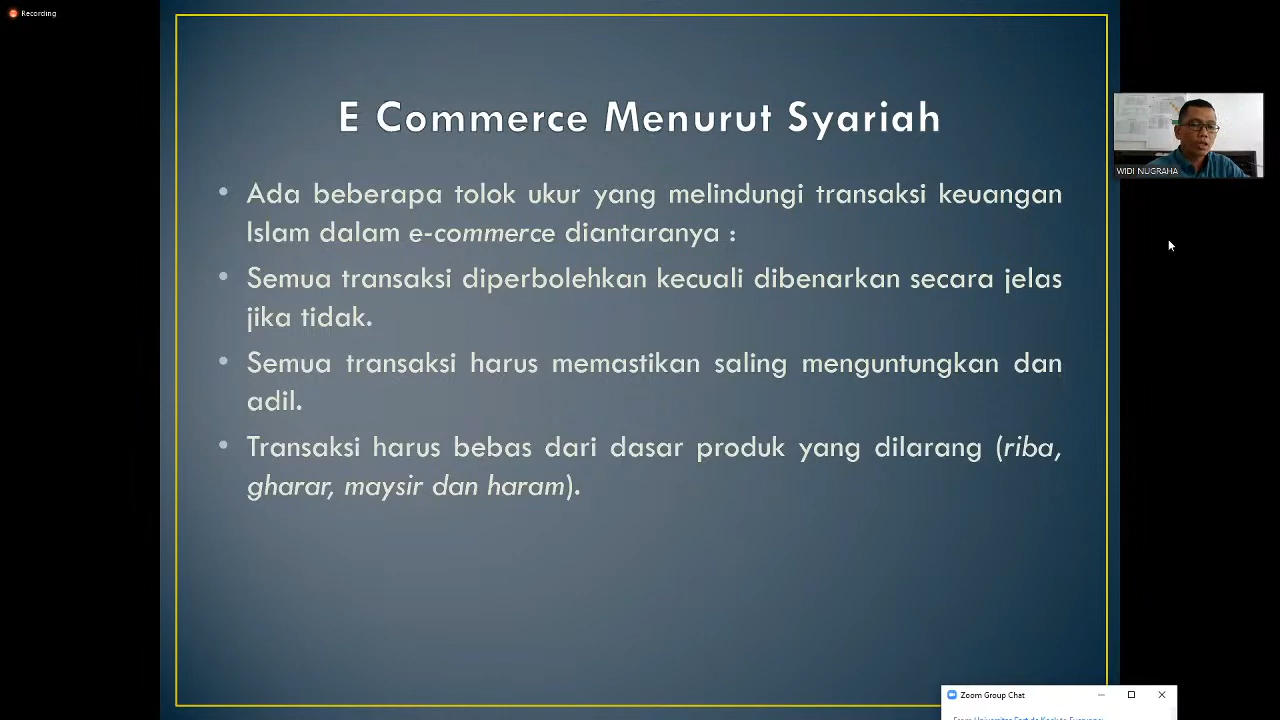 Recording
E Commerce Menurut Syariah
• Ada beberapa tolok ukur yang melindungi transaksi keuangan
Islam dalam e-commerce diantaranya :
• Semua transaksi diperbolehkan kecuali dibenarkan secara jelas
jika tidak.
• Semua transaksi harus memastikan saling menguntungkan dan
adil.
• Transaksi harus bebas dari dasar produk yang dilarang (riba,
gharar, maysir dan haram).
WIDI NUGRAHA
Zoom Group Chat